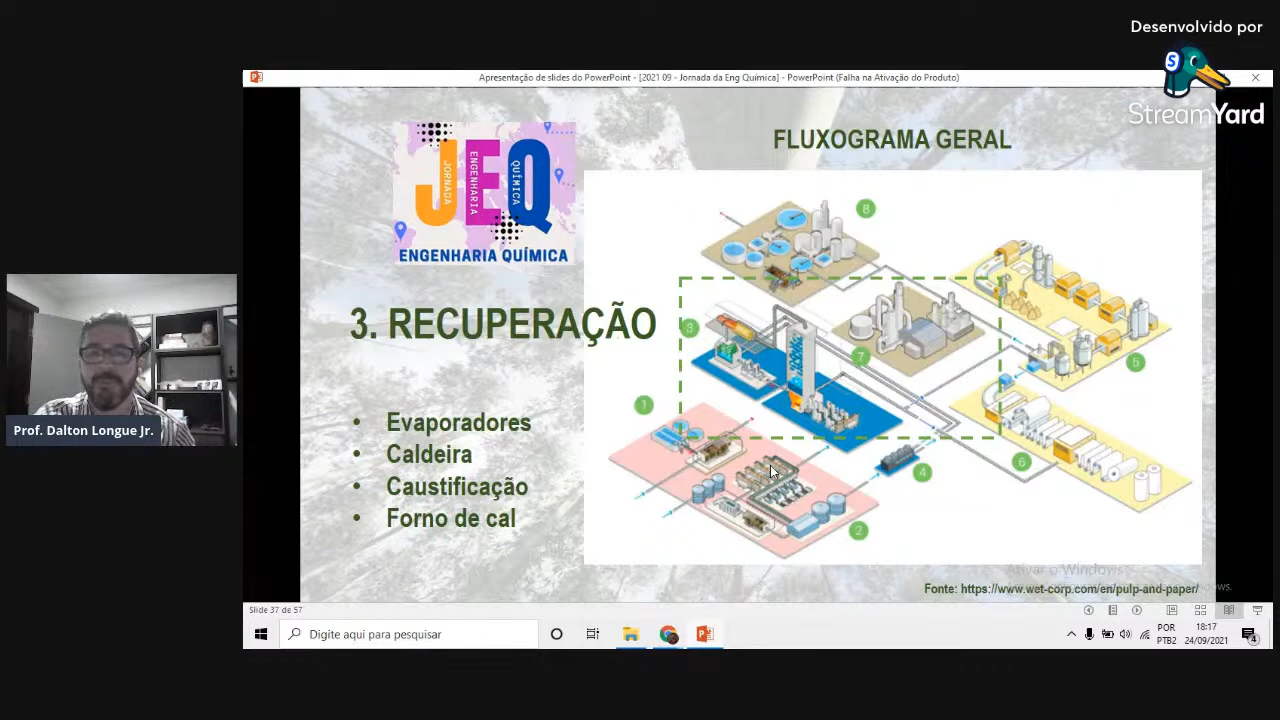 Desenvolvido por
StreamYard
Apresentação de slides do PowerPoint - [2021 09 - Jornada da Eng Química] - PowerPoint (Falha na Ativação do Produto)
JORNADA
ENGENHARIA
QUÍMICA
JEQ
ENGENHARIA QUÍMICA
FLUXOGRAMA GERAL
3. RECUPERAÇÃO
• Evaporadores
• Caldeira
• Caustificação
• Forno de cal
8
3
7
5
1
6
4
2
Prof. Dalton Longue Jr.
Ativar o Windows
Fonte: https://www.wet-corp.com/en/pulp-and-paper/
Slide 37 de 57
Digite aqui para pesquisar
POR
PTB2
18:17
24/09/2021
4